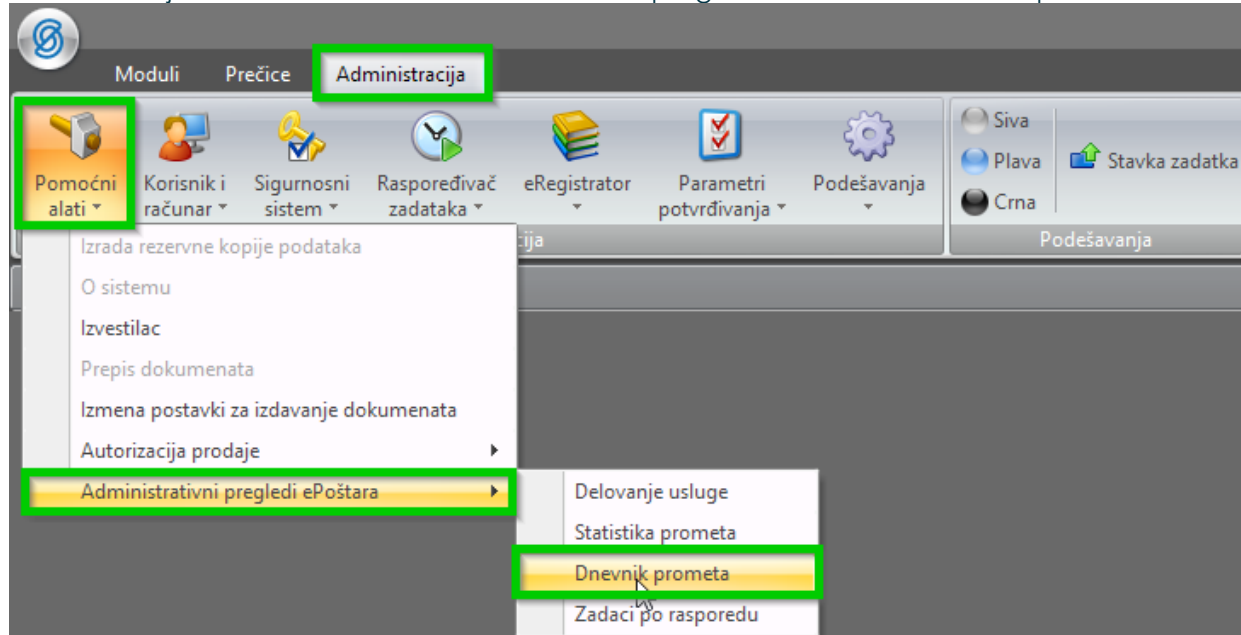 Moduli Prečice Administracija
Pomoćni alati
Korisnik i računar
Sigurnosni sistem
Raspoređivač zadataka
eRegistrator
Parametri potvrđivanja
Podešavanja
Siva
Plava
Crna
Stavka zadatka
cija
Podešavanja
Izrada rezervne kopije podataka
O sistemu
Izvestilac
Prepis dokumenata
Izmena postavki za izdavanje dokumenata
Autorizacija prodaje
Administrativni pregledi ePoštara
Delovanje usluge
Statistika prometa
Dnevnik prometa
Zadaci po rasporedu